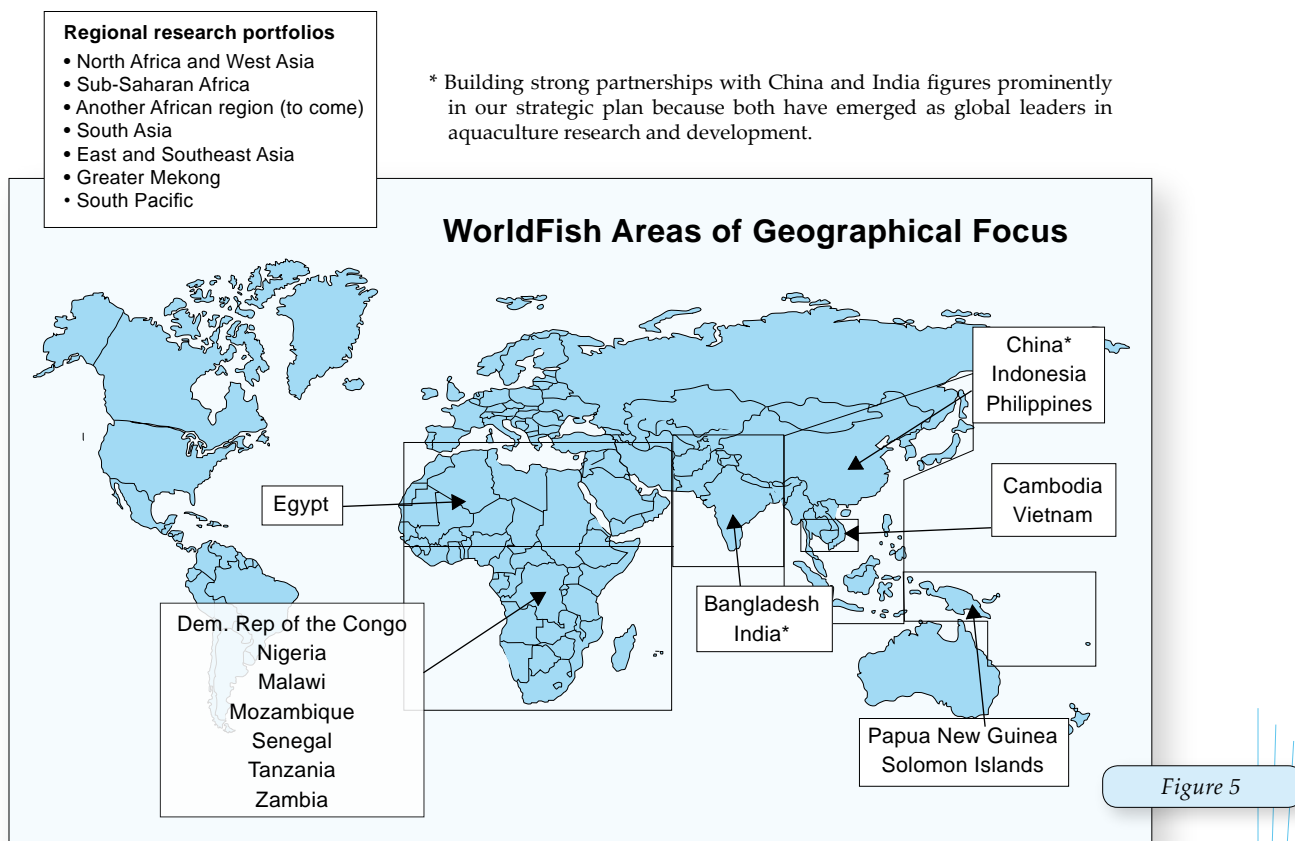 Regional research portfolios
• North Africa and West Asia
• Sub-Saharan Africa
• Another African region (to come)
• South Asia
• East and Southeast Asia
• Greater Mekong
• South Pacific
* Building strong partnerships with China and India figures prominently
in our strategic plan because both have emerged as global leaders in
aquaculture research and development.
WorldFish Areas of Geographical Focus
China*
Indonesia
Philippines
Egypt
Cambodia
Vietnam
Bangladesh
India*
Dem. Rep of the Congo
Nigeria
Malawi
Mozambique
Senegal
Tanzania
Zambia
Papua New Guinea
Solomon Islands
Figure 5